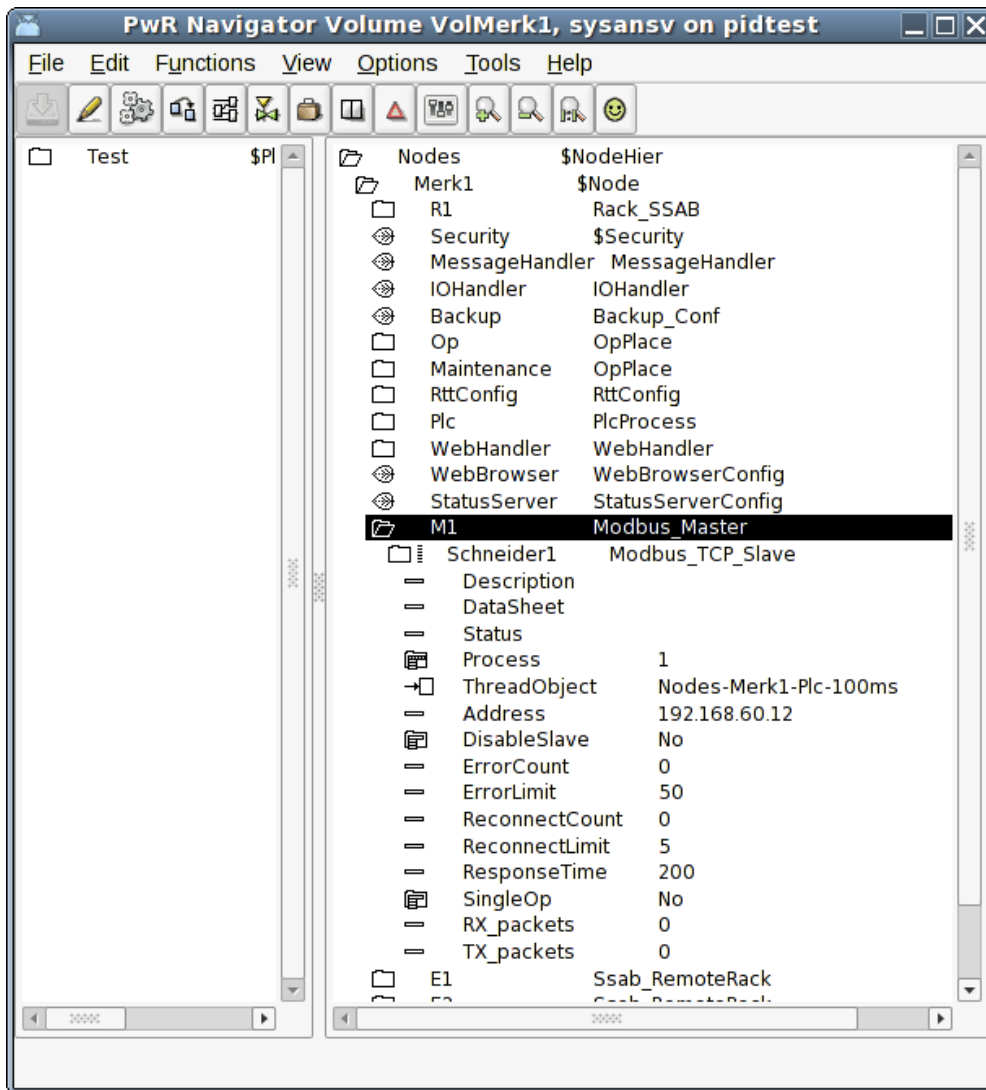 PwR Navigator Volume VolMerk1, sysansv on pidtest
File Edit Functions View Options Tools Help
Test $Pl
Nodes $NodeHier
Merk1 $Node
R1 Rack_SSAB
Security $Security
MessageHandler MessageHandler
IOHandler IOHandler
Backup Backup_Conf
Op OpPlace
Maintenance OpPlace
RttConfig RttConfig
Plc PlcProcess
WebHandler WebHandler
WebBrowser WebBrowserConfig
StatusServer StatusServerConfig
M1 Modbus_Master
Schneider1 Modbus_TCP_Slave
Description
DataSheet
Status
Process 1
ThreadObject Nodes-Merk1-Plc-100ms
Address 192.168.60.12
DisableSlave No
ErrorCount 0
ErrorLimit 50
ReconnectCount 0
ReconnectLimit 5
ResponseTime 200
SingleOp No
RX_packets 0
TX_packets 0
E1 Ssab_RemoteRack